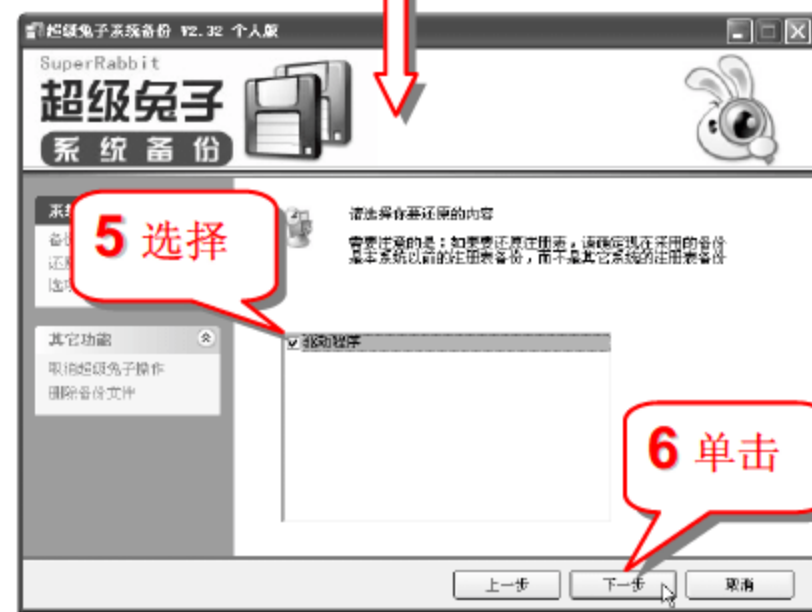 超级兔子系统备份 V2.32 个人版
SuperRabbit
超级兔子
系统备份
5 选择
请选择你要还原的内容
需要注意的是：如果要还原注册表，请确定现在采用的备份
是本系统以前的注册表备份，而不是其它系统的注册表备份
驱动程序
其它功能
取消超级兔子操作
删除备份文件
6 单击
上一步
下一步
取消